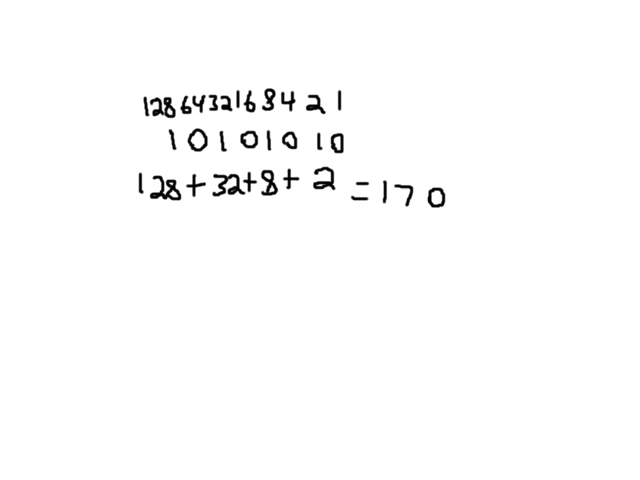 128 64 32 16 8 4 2 1
1 0 1 0 1 0 1 0
128 + 32 + 8 + 2 = 170